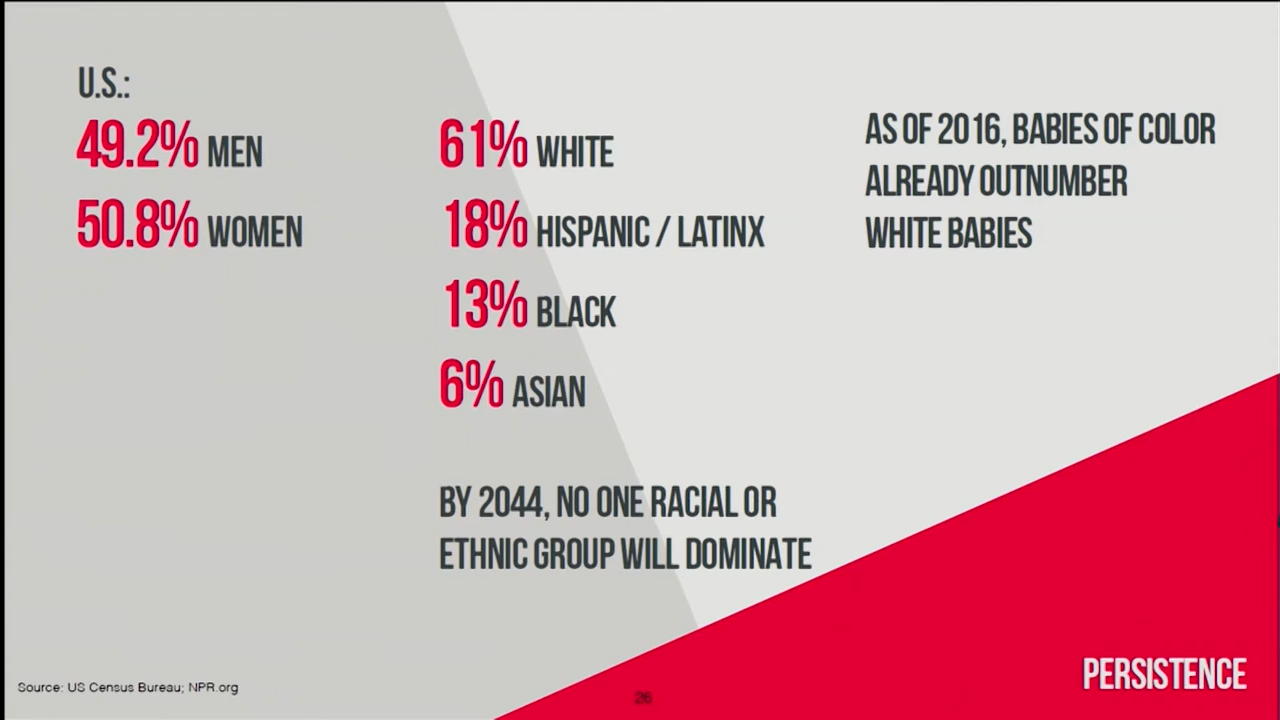 U.S.:
49.2% MEN
50.8% WOMEN
61% WHITE
18% HISPANIC / LATINX
13% BLACK
6% ASIAN
BY 2044, NO ONE RACIAL OR
ETHNIC GROUP WILL DOMINATE
AS OF 2016, BABIES OF COLOR
ALREADY OUTNUMBER
WHITE BABIES
Source: US Census Bureau; NPR.org
26
PERSISTENCE